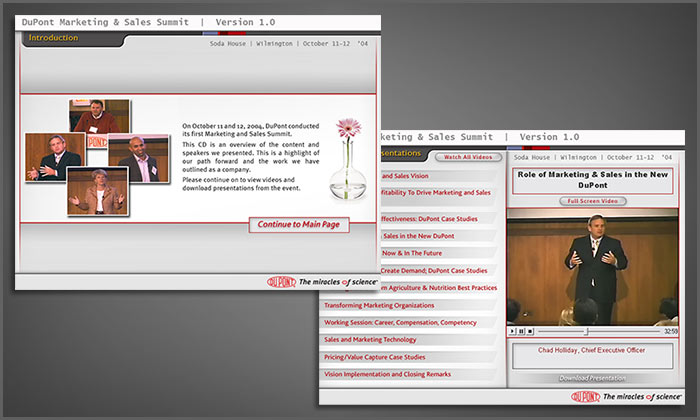 DuPont Marketing & Sales Summit | Version 1.0
Introduction
Soda House | Wilmington | October 11-12 '04
On October 11 and 12, 2004, DuPont conducted
its first Marketing and Sales Summit.
This CD is an overview of the content and
speakers we presented. This is a highlight of
our path forward and the work we have
outlined as a company.
Please continue on to view videos and
download presentations from the event.
Continue to Main Page
DUPONT The miracles of science
keting & Sales Summit | Version 1.0
sentations
Watch All Videos
Soda House | Wilmington | October 11-12 '04
and Sales Vision
fitability To Drive Marketing and Sales
ffectiveness: DuPont Case Studies
Sales in the New DuPont
Now & In The Future
Create Demand; DuPont Case Studies
m Agriculture & Nutrition Best Practices
Transforming Marketing Organizations
Working Session: Career, Compensation, Competency
Sales and Marketing Technology
Pricing/Value Capture Case Studies
Vision Implementation and Closing Remarks
Role of Marketing & Sales in the New
DuPont
Full Screen Video
32:59
Chad Holliday, Chief Executive Officer
Download Presentation
DUPONT The miracles of science